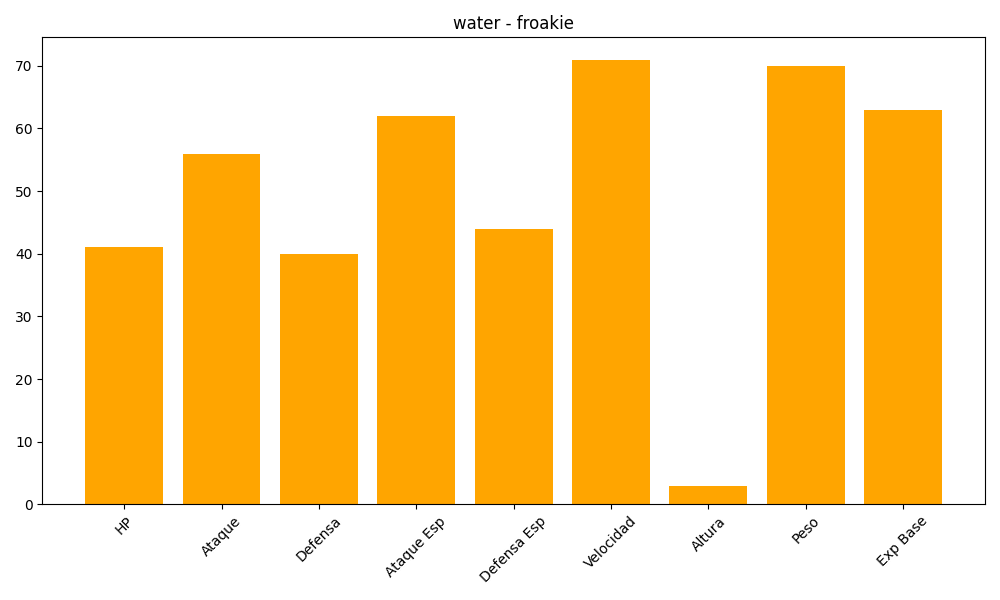 water - froakie
70
60
50
40
30
20
10
0
HP
Ataque
Defensa
Ataque Esp
Defensa Esp
Velocidad
Altura
Peso
Exp Base